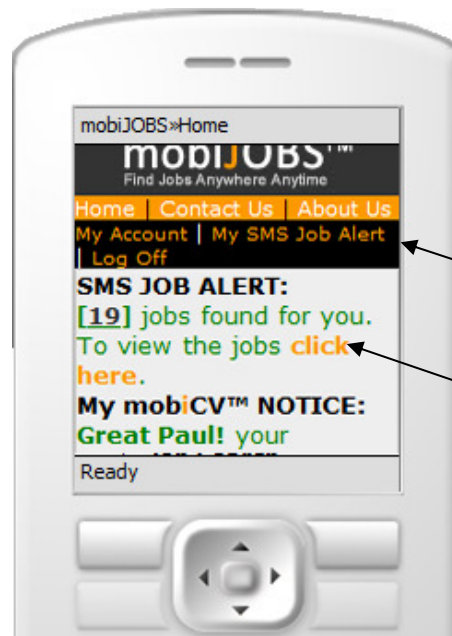 mobiJOBS»Home
mobiJOBS™
Find Jobs Anywhere Anytime
Home | Contact Us | About Us
My Account | My SMS Job Alert
| Log Off
SMS JOB ALERT:
[19] jobs found for you.
To view the jobs click
here.
My mobiCV™ NOTICE:
Great Paul! your
Ready